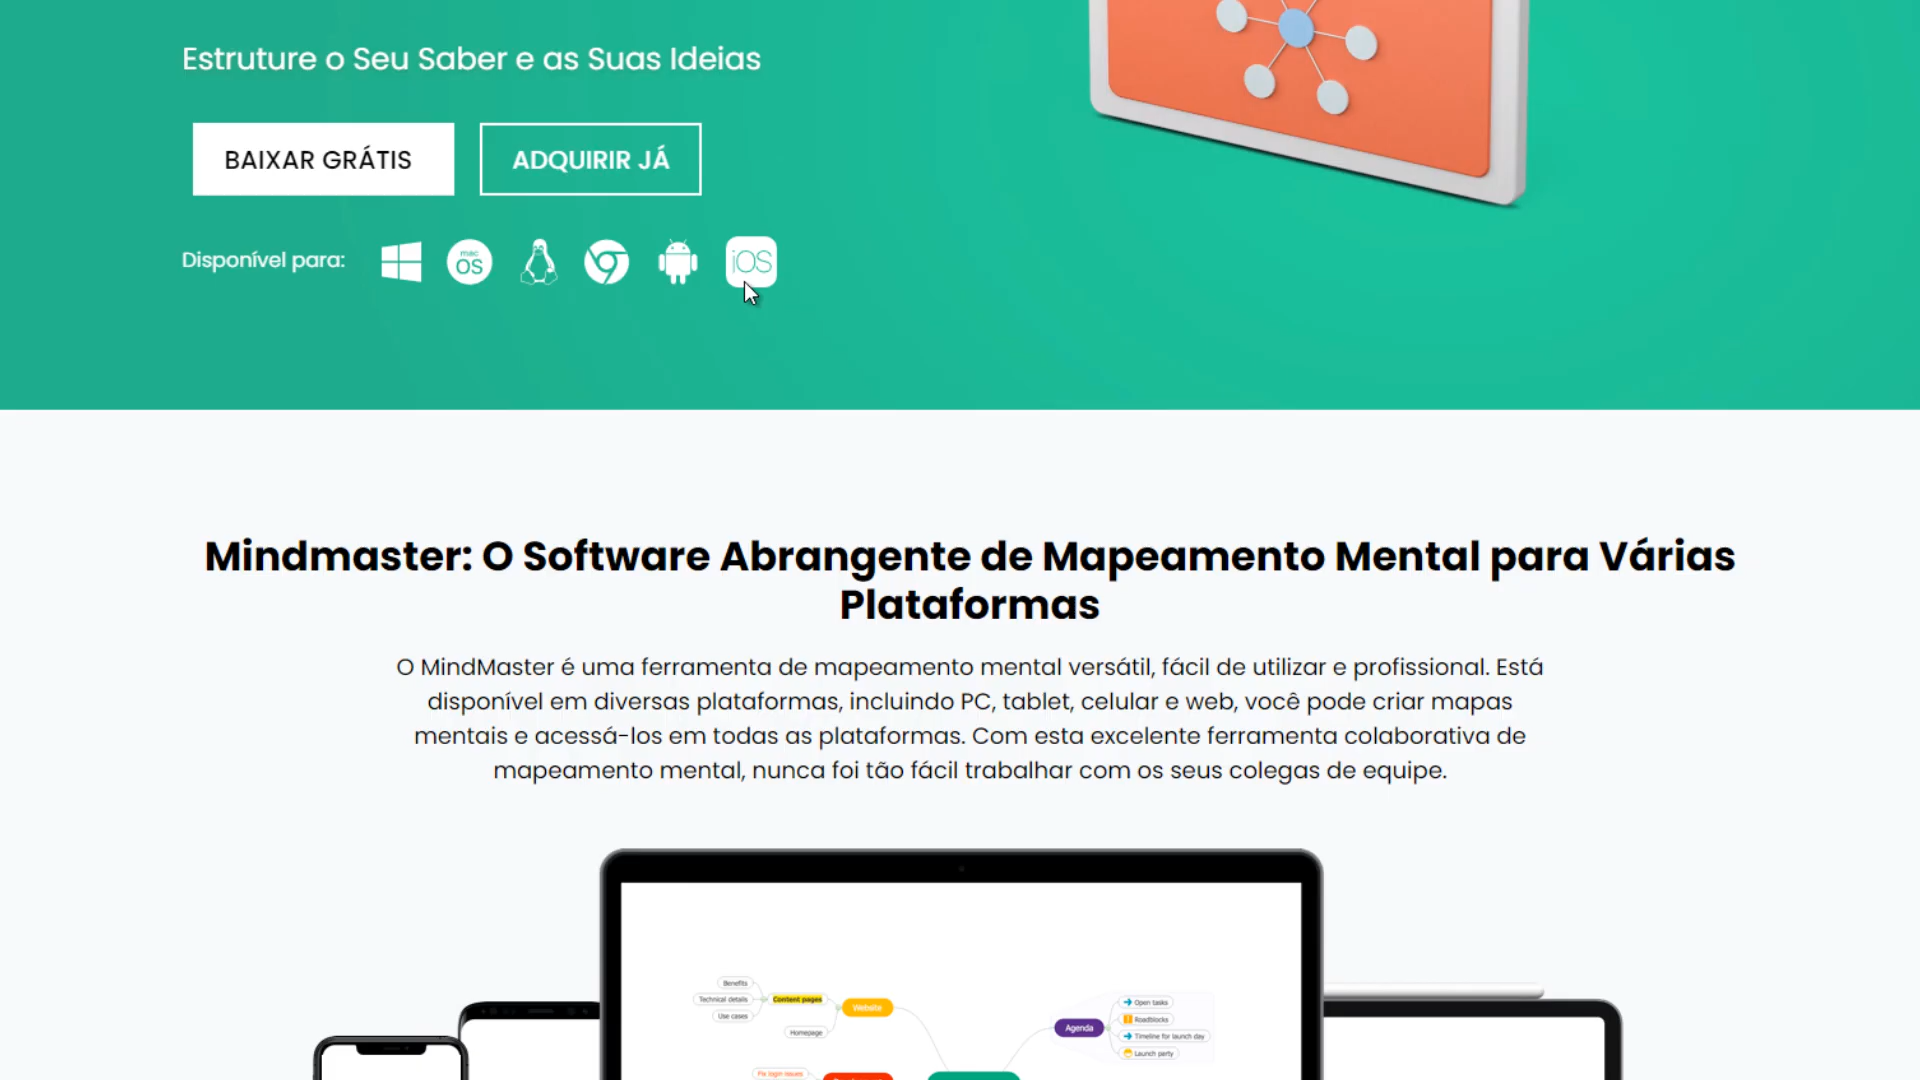 Estruture o Seu Saber e as Suas Ideias
BAIXAR GRÁTIS
ADQUIRIR JÁ
Disponível para:
mac
OS
iOS
Mindmaster: O Software Abrangente de Mapeamento Mental para Várias
Plataformas
O MindMaster é uma ferramenta de mapeamento mental versátil, fácil de utilizar e profissional. Está
disponível em diversas plataformas, incluindo PC, tablet, celular e web, você pode criar mapas
mentais e acessá-los em todas as plataformas. Com esta excelente ferramenta colaborativa de
mapeamento mental, nunca foi tão fácil trabalhar com os seus colegas de equipe.
Benefits
Technical details
Use cases
Content pages
Homepage
Website
Fix login issues
Agenda
Open tasks
Roadblocks
Timeline for launch day
Launch party